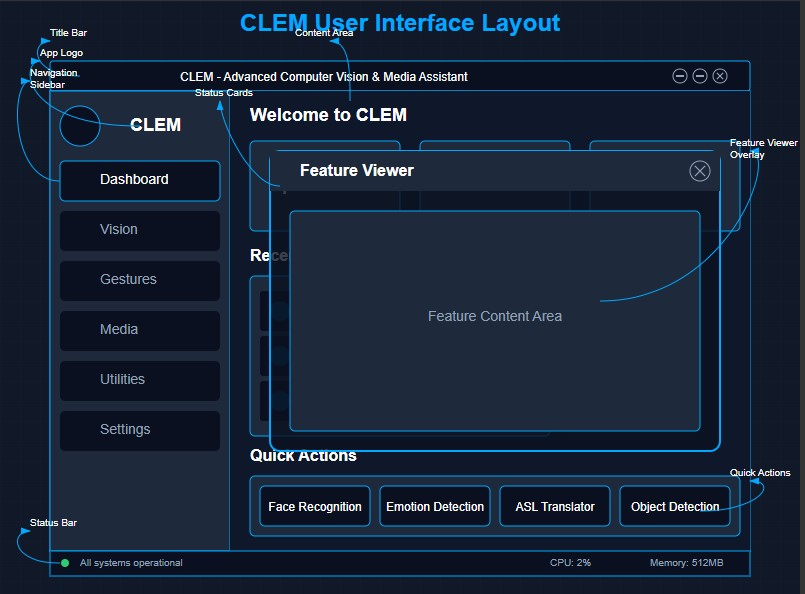 CLEM User Interface Layout
Title Bar
Content Area
App Logo
Navigation
Sidebar
CLEM - Advanced Computer Vision & Media Assistant
Status Cards
CLEM
Welcome to CLEM
Feature Viewer
Overlay
Feature Viewer
Dashboard
Vision
Gestures
Media
Utilities
Settings
Rece
Feature Content Area
Quick Actions
Quick Actions
Face Recognition
Emotion Detection
ASL Translator
Object Detection
Status Bar
All systems operational
CPU: 2%
Memory: 512MB